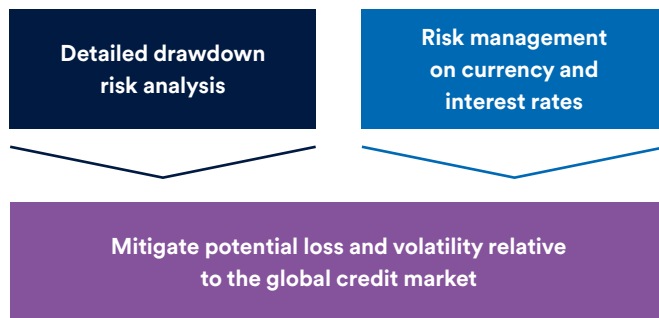 Detailed drawdown
risk analysis
Risk management
on currency and
interest rates
Mitigate potential loss and volatility relative
to the global credit market